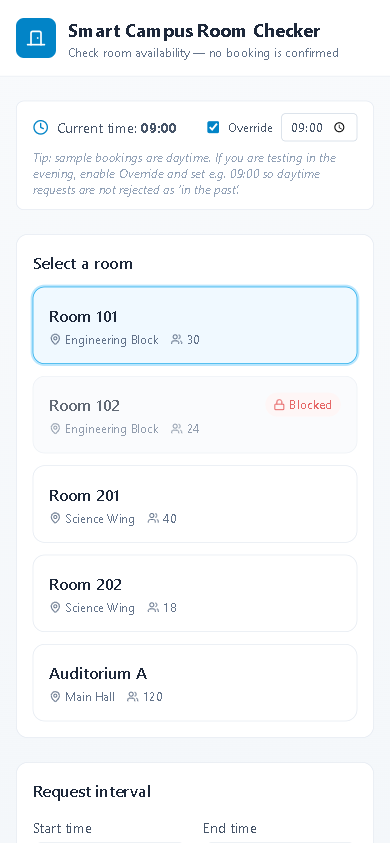 Smart Campus Room Checker
Check room availability — no booking is confirmed
Current time: 09:00
Override
09:00
Tip: sample bookings are daytime. If you are testing in the
evening, enable Override and set e.g. 09:00 so daytime
requests are not rejected as 'in the past'.
Select a room
Room 101
Engineering Block 30
Room 102
Blocked
Engineering Block 24
Room 201
Science Wing 40
Room 202
Science Wing 18
Auditorium A
Main Hall 120
Request interval
Start time End time